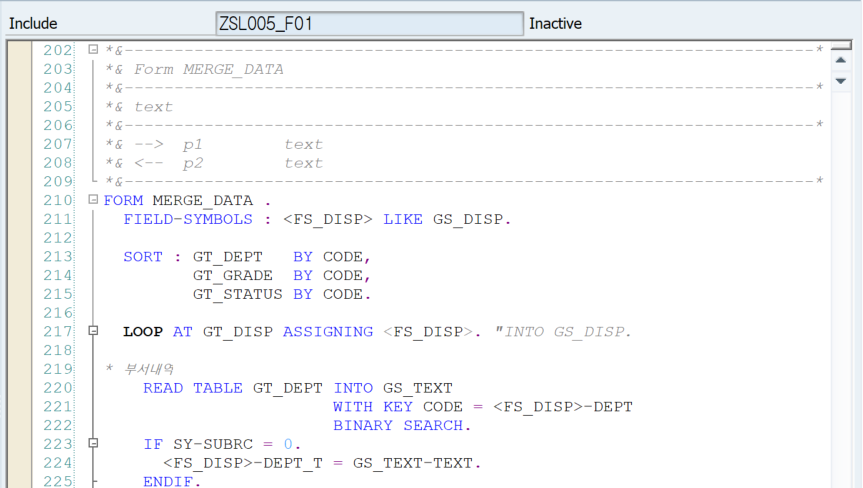 Include ZSL005_F01 Inactive
202 *&---------------------------------------------------------------------*
203 *& Form MERGE_DATA
204 *&---------------------------------------------------------------------*
205 *& text
206 *&---------------------------------------------------------------------*
207 *& -->  p1        text
208 *& <--  p2        text
209 *&---------------------------------------------------------------------*
210 FORM MERGE_DATA .
211   FIELD-SYMBOLS : <FS_DISP> LIKE GS_DISP.
212
213   SORT : GT_DEPT   BY CODE,
214          GT_GRADE  BY CODE,
215          GT_STATUS BY CODE.
216
217   LOOP AT GT_DISP ASSIGNING <FS_DISP>. "INTO GS_DISP.
218
219 * 부서내역
220     READ TABLE GT_DEPT INTO GS_TEXT
221                        WITH KEY CODE = <FS_DISP>-DEPT
222                        BINARY SEARCH.
223     IF SY-SUBRC = 0.
224       <FS_DISP>-DEPT_T = GS_TEXT-TEXT.
225     ENDIF.